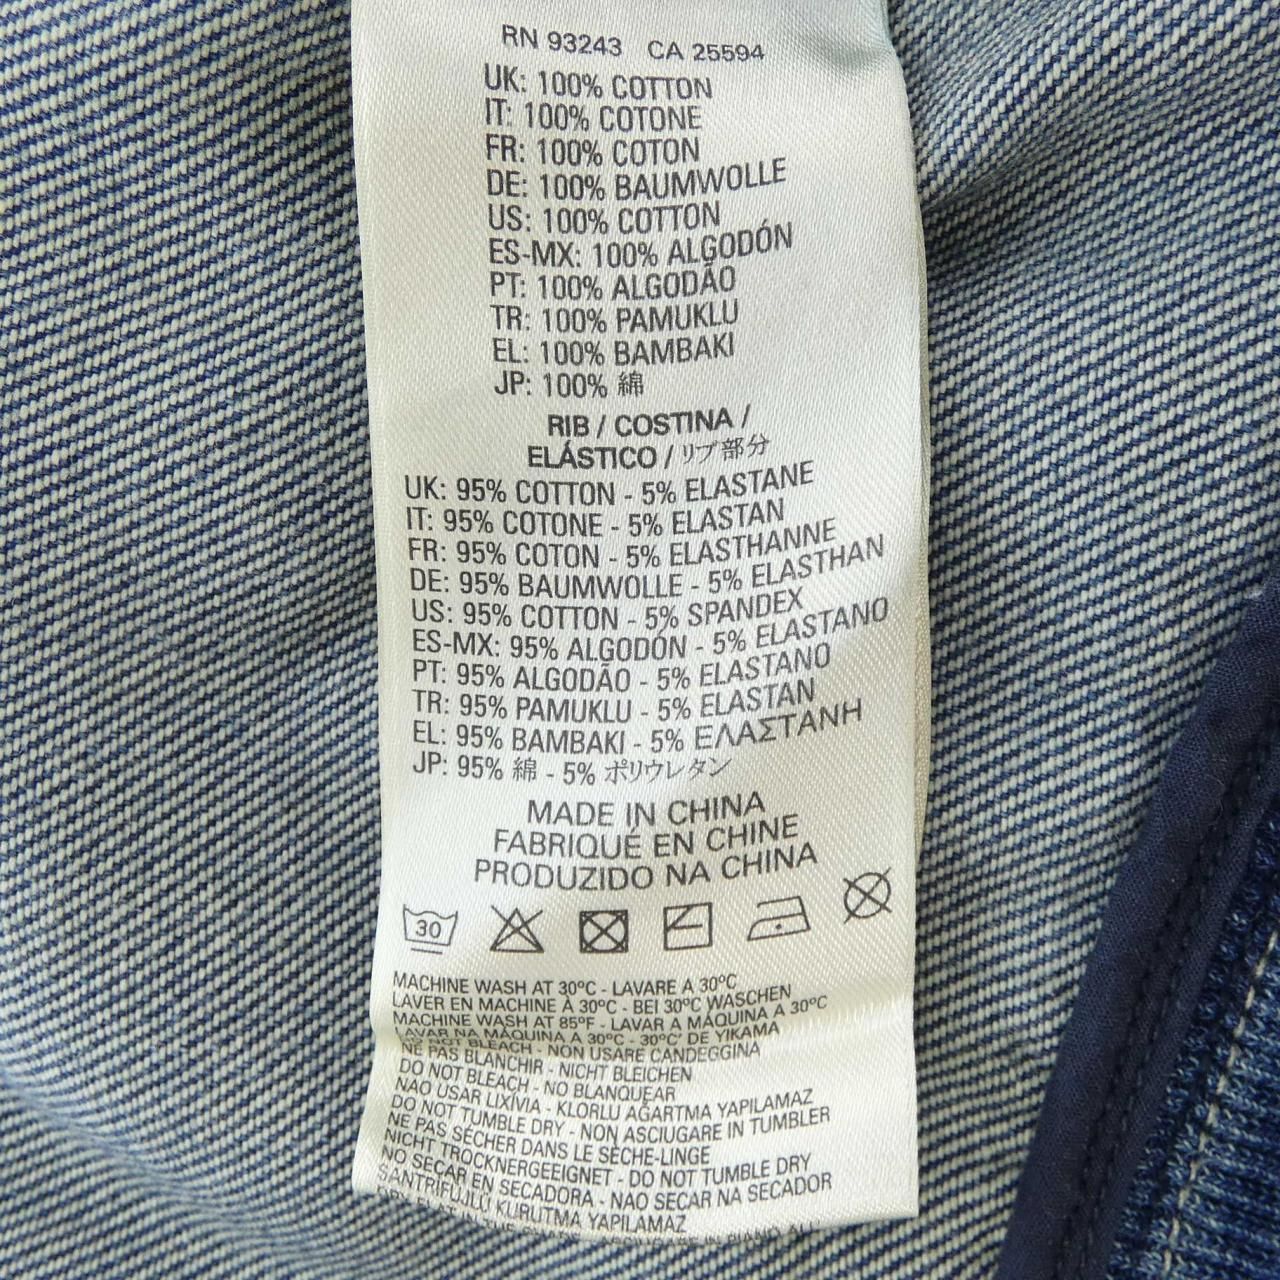 RN 93243 CA 25594
UK: 100% COTTON
IT: 100% COTONE
FR: 100% COTON
DE: 100% BAUMWOLLE
US: 100% COTTON
ES-MX: 100% ALGODÓN
PT: 100% ALGODÃO
TR: 100% PAMUKLU
EL: 100% BAMBAKI
JP: 100% 綿
RIB / COSTINA /
ELÁSTICO / リブ部分
UK: 95% COTTON - 5% ELASTANE
IT: 95% COTONE - 5% ELASTAN
FR: 95% COTON - 5% ELASTHANNE
DE: 95% BAUMWOLLE - 5% ELASTHAN
US: 95% COTTON - 5% SPANDEX
ES-MX: 95% ALGODÓN - 5% ELASTANO
PT: 95% ALGODÃO - 5% ELASTANO
TR: 95% PAMUKLU - 5% ELASTAN
EL: 95% BAMBAKI - 5% ΕΛΑΣΤΑΝΗ
JP: 95% 綿 - 5% ポリウレタン
MADE IN CHINA
FABRIQUÉ EN CHINE
PRODUZIDO NA CHINA
30
MACHINE WASH AT 30ºC - LAVARE A 30ºC
LAVER EN MACHINE À 30ºC - BEI 30ºC WASCHEN
MACHINE WASH AT 85ºF - LAVAR A MÁQUINA A 30ºC
LAVAR NA MÁQUINA A 30ºC - 30ºC' DE YIKAMA
DO NOT BLEACH - NON USARE CANDEGGINA
NE PAS BLANCHIR - NICHT BLEICHEN
DO NOT BLEACH - NO BLANQUEAR
NAO USAR LIXÍVIA - KLORLU AGARTMA YAPILAMAZ
DO NOT TUMBLE DRY - NON ASCIUGARE IN TUMBLER
NE PAS SÉCHER DANS LE SÈCHE-LINGE
NICHT TROCKNERGEEIGNET - DO NOT TUMBLE DRY
NO SECAR EN SECADORA - NAO SECAR NA SECADOR
SANTRIFÜJLÜ KURUTMA YAPILAMAZ